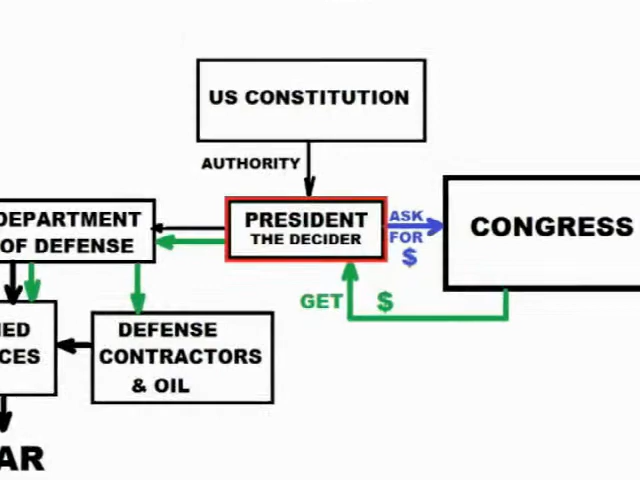 US CONSTITUTION
AUTHORITY
DEPARTMENT
OF DEFENSE
PRESIDENT
THE DECIDER
ASK
FOR
$
CONGRESS
GET $
DEFENSE
CONTRACTORS
& OIL